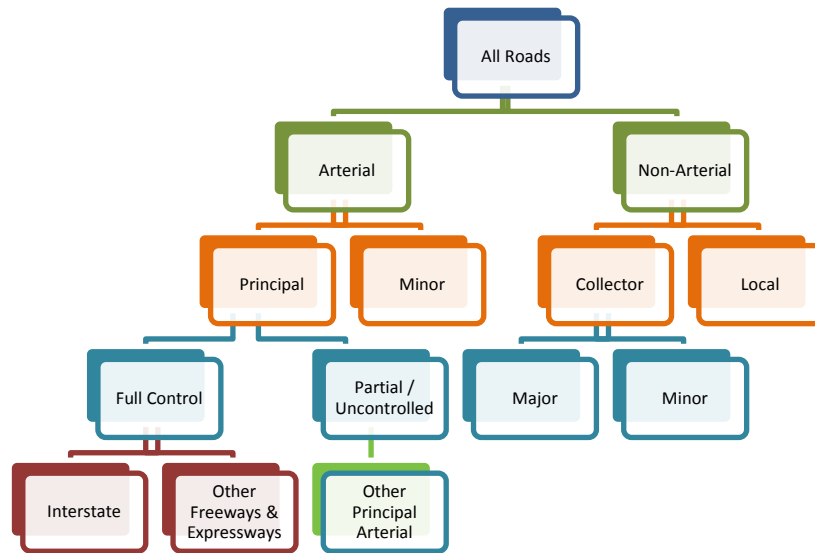 All Roads
Arterial
Non-Arterial
Principal
Minor
Collector
Local
Full Control
Partial /
Uncontrolled
Major
Minor
Interstate
Other
Freeways &
Expressways
Other
Principal
Arterial